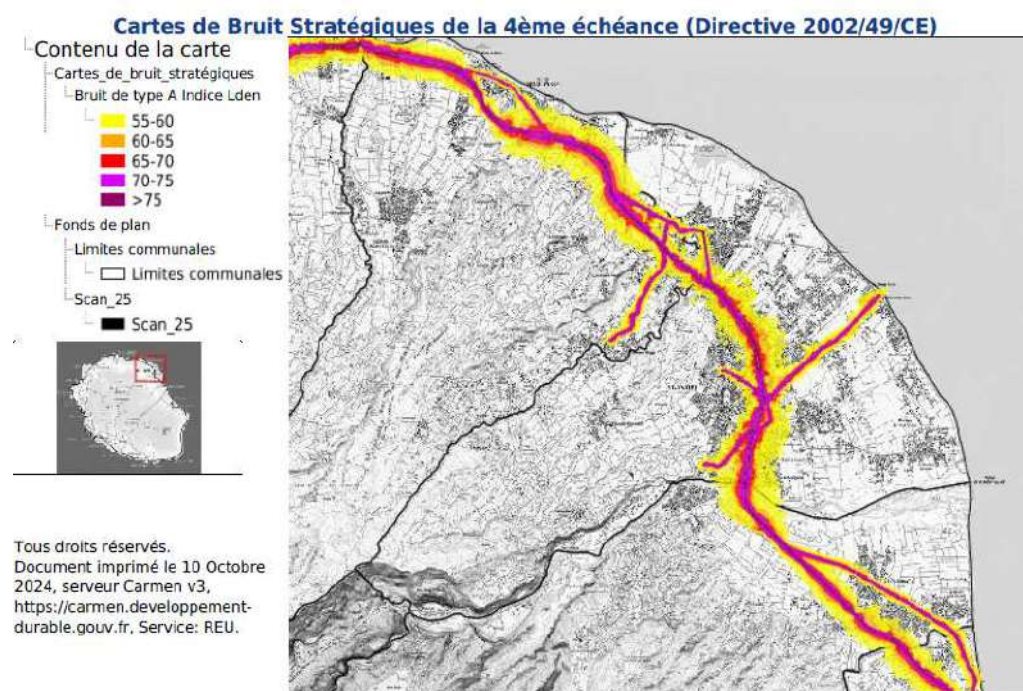 Cartes de Bruit Stratégiques de la 4ème échéance (Directive 2002/49/CE)
Contenu de la carte
Cartes_de_bruit_stratégiques
Bruit de type A Indice Lden
55-60
60-65
65-70
70-75
>75
Fonds de plan
Limites communales
Limites communales
Scan_25
Scan_25
Tous droits réservés.
Document imprimé le 10 Octobre
2024, serveur Carmen v3,
https://carmen.developpement-
durable.gouv.fr, Service: REU.